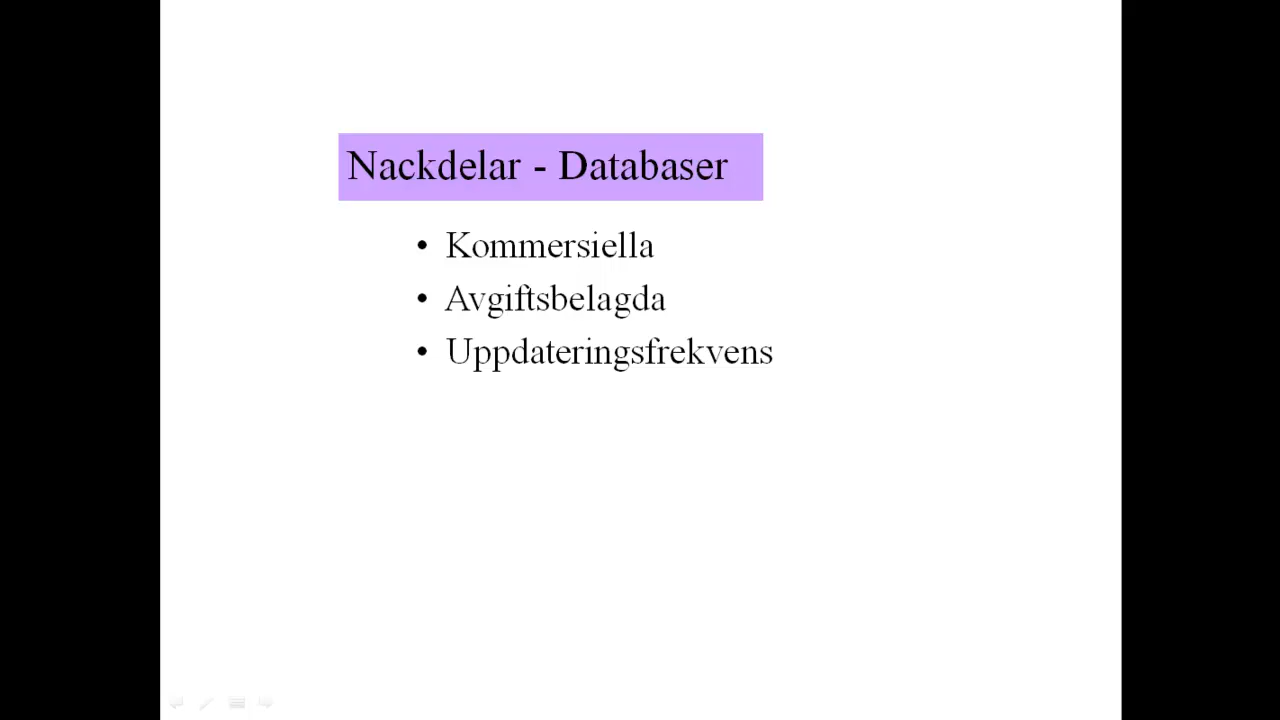 Nackdelar - Databaser
• Kommersiella
• Avgiftsbelagda
• Uppdateringsfrekvens